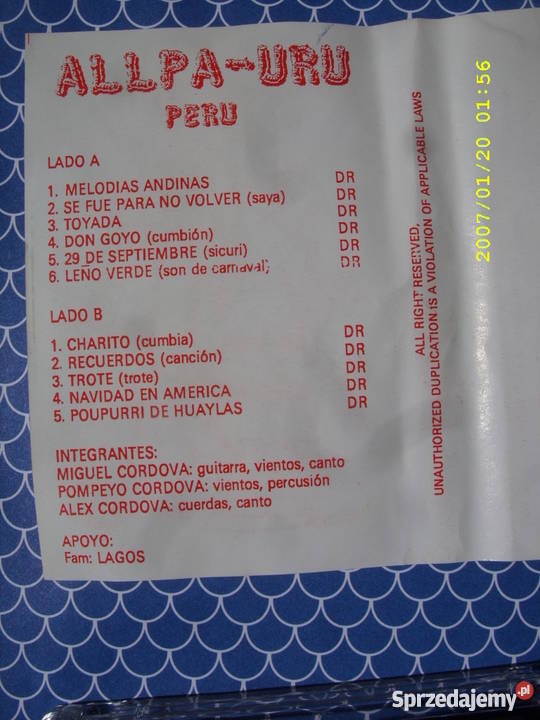 ALLPA-URU
PERU
LADO A
1. MELODIAS ANDINAS DR
2. SE FUE PARA NO VOLVER (saya) DR
3. TOYADA DR
4. DON GOYO (cumbión) DR
5. 29 DE SEPTIEMBRE (sicuri) DR
6. LEÑO VERDE (son de carnaval) DR
LADO B
1. CHARITO (cumbia) DR
2. RECUERDOS (canción) DR
3. TROTE (trote) DR
4. NAVIDAD EN AMERICA DR
5. POUPURRI DE HUAYLAS DR
INTEGRANTES:
MIGUEL CORDOVA: guitarra, vientos, canto
POMPEYO CORDOVA: vientos, percusión
ALEX CORDOVA: cuerdas, canto
APOYO:
Fam: LAGOS
ALL RIGHT RESERVED,
UNAUTHORIZED DUPLICATION IS A VIOLATION OF APPLICABLE LAWS
2007/01/20 01:56
Sprzedajemy.pl